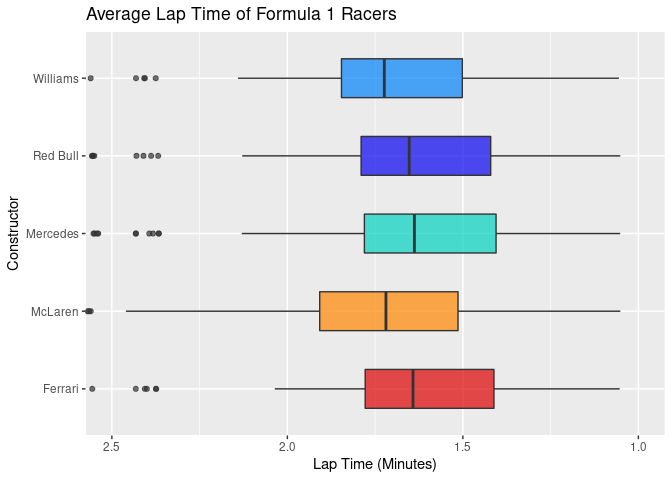 Average Lap Time of Formula 1 Racers
Constructor
Williams
Red Bull
Mercedes
McLaren
Ferrari
2.5 2.0 1.5 1.0
Lap Time (Minutes)